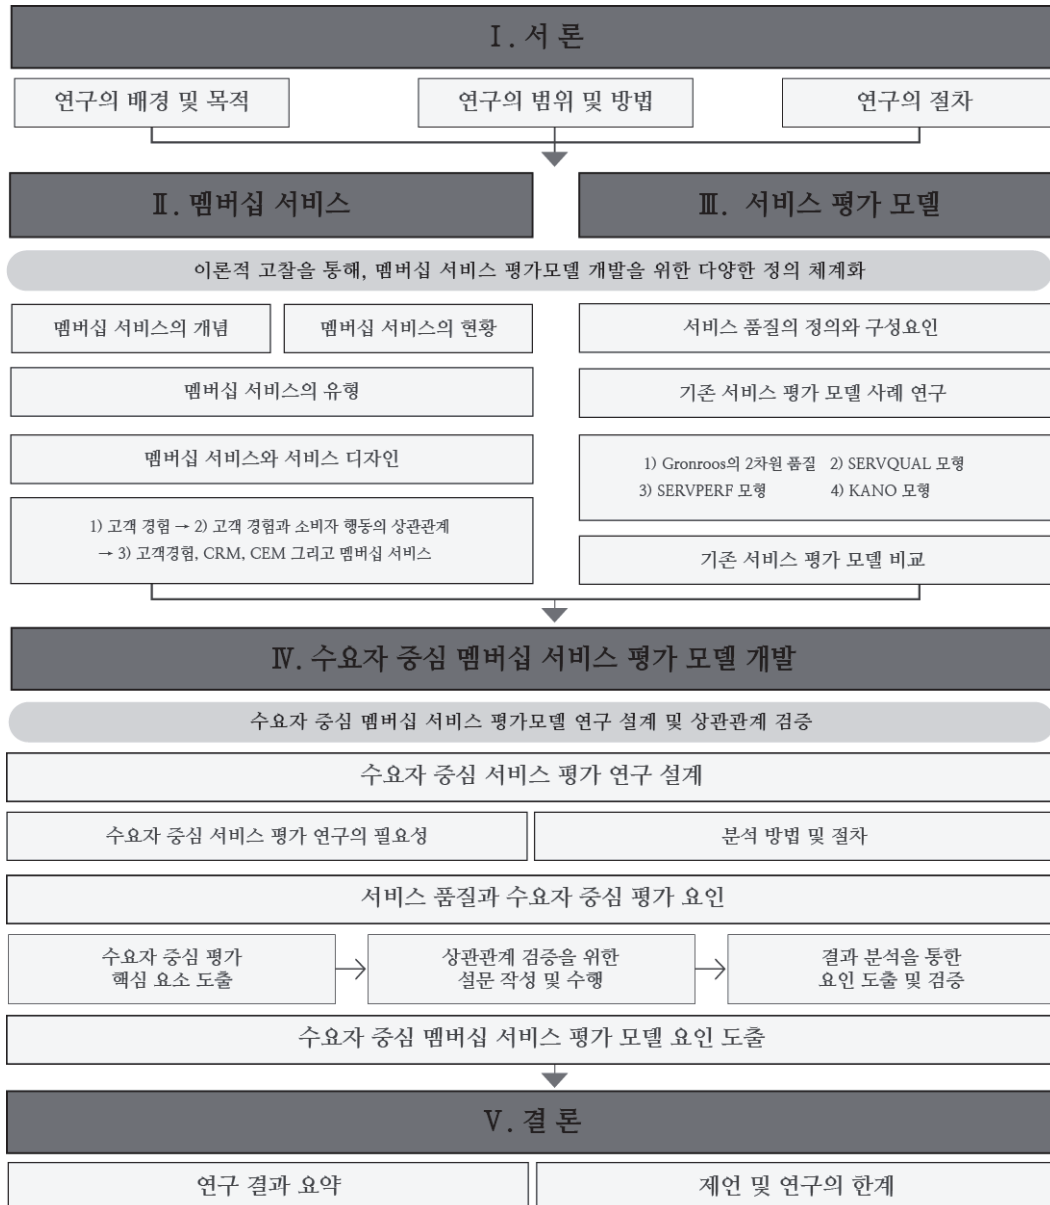 Ⅰ. 서 론
연구의 배경 및 목적
연구의 범위 및 방법
연구의 절차
Ⅱ. 멤버십 서비스
Ⅲ. 서비스 평가 모델
이론적 고찰을 통해, 멤버십 서비스 평가모델 개발을 위한 다양한 정의 체계화
멤버십 서비스의 개념
멤버십 서비스의 현황
멤버십 서비스의 유형
멤버십 서비스와 서비스 디자인
1) 고객 경험 → 2) 고객 경험과 소비자 행동의 상관관계
→ 3) 고객경험, CRM, CEM 그리고 멤버십 서비스
서비스 품질의 정의와 구성요인
기존 서비스 평가 모델 사례 연구
1) Gronroos의 2차원 품질 2) SERVQUAL 모형
3) SERVPERF 모형 4) KANO 모형
기존 서비스 평가 모델 비교
Ⅳ. 수요자 중심 멤버십 서비스 평가 모델 개발
수요자 중심 멤버십 서비스 평가모델 연구 설계 및 상관관계 검증
수요자 중심 서비스 평가 연구 설계
수요자 중심 서비스 평가 연구의 필요성
분석 방법 및 절차
서비스 품질과 수요자 중심 평가 요인
수요자 중심 평가
핵심 요소 도출
상관관계 검증을 위한
설문 작성 및 수행
결과 분석을 통한
요인 도출 및 검증
수요자 중심 멤버십 서비스 평가 모델 요인 도출
Ⅴ. 결 론
연구 결과 요약
제언 및 연구의 한계